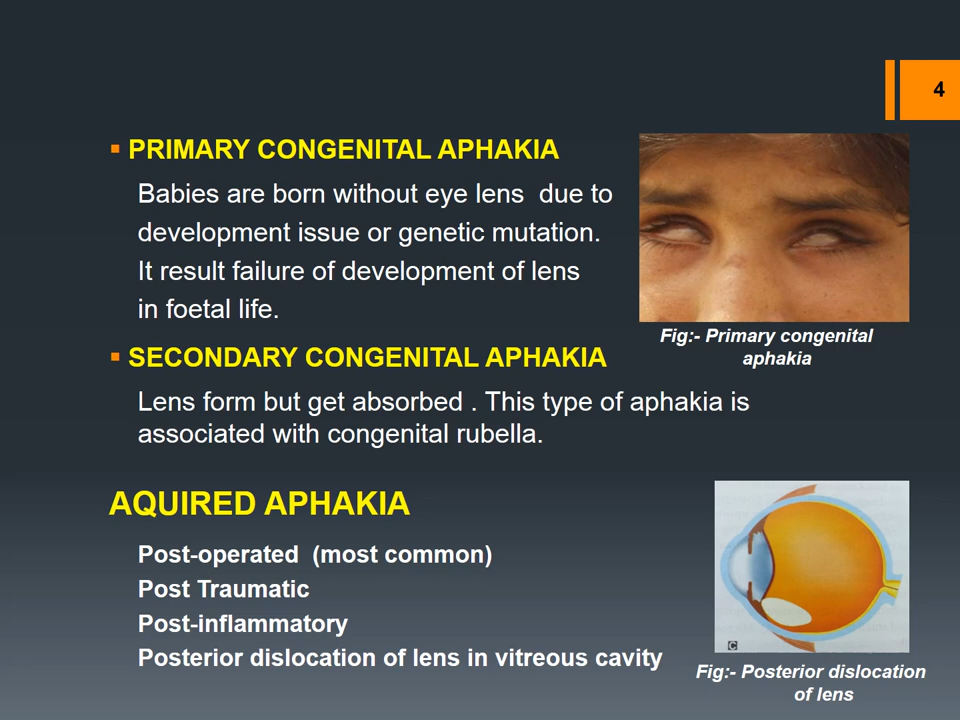 4
PRIMARY CONGENITAL APHAKIA
Babies are born without eye lens due to
development issue or genetic mutation.
It result failure of development of lens
in foetal life.
Fig:- Primary congenital
aphakia
SECONDARY CONGENITAL APHAKIA
Lens form but get absorbed . This type of aphakia is
associated with congenital rubella.
AQUIRED APHAKIA
Post-operated (most common)
Post Traumatic
Post-inflammatory
Posterior dislocation of lens in vitreous cavity
C
Fig:- Posterior dislocation
of lens